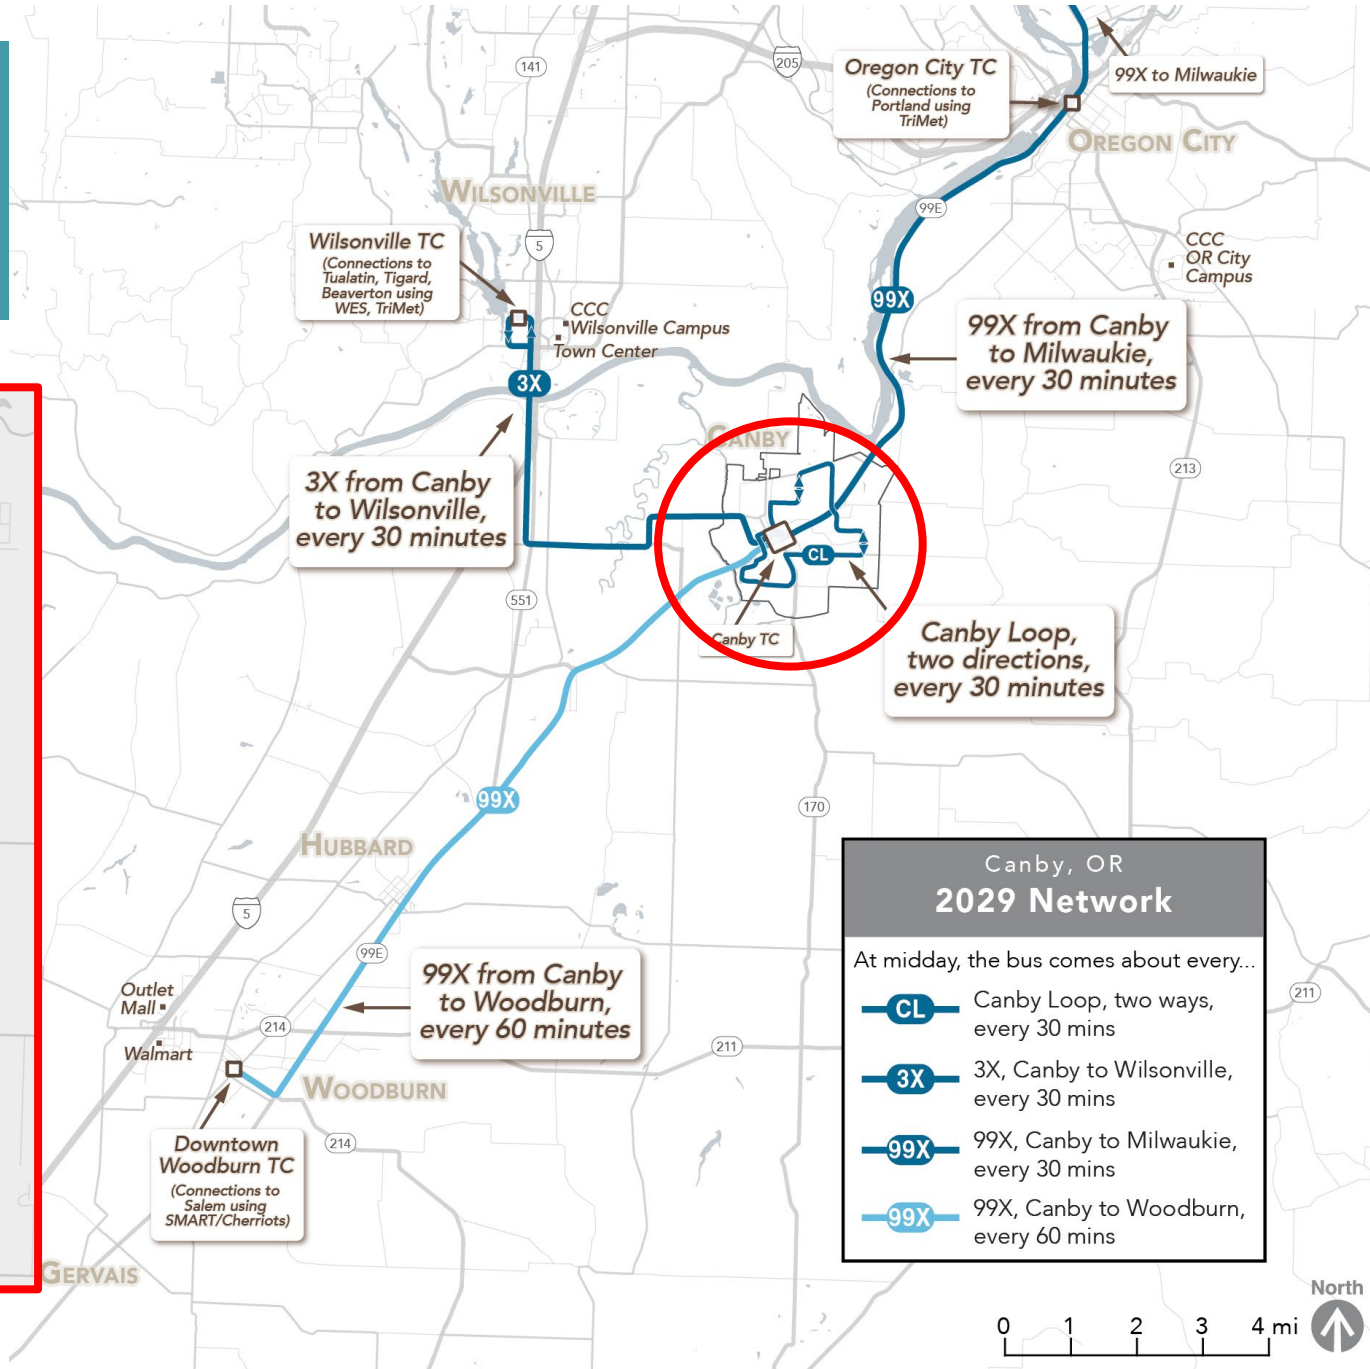 141
205
Oregon City TC
(Connections to
Portland using
TriMet)
99X to Milwaukie
OREGON CITY
WILSONVILLE
99E
Wilsonville TC
(Connections to
Tualatin, Tigard,
Beaverton using
WES, TriMet)
5
CCC
OR City
Campus
CCC
Wilsonville Campus
Town Center
99X
99X from Canby
to Milwaukie,
every 30 minutes
3X
CANBY
213
3X from Canby
to Wilsonville,
every 30 minutes
CL
551
Canby TC
Canby Loop,
two directions,
every 30 minutes
99X
170
HUBBARD
5
99E
99X from Canby
to Woodburn,
every 60 minutes
Outlet
Mall
214
Walmart
211
211
WOODBURN
214
Downtown
Woodburn TC
(Connections to
Salem using
SMART/Cherriots)
GERVAIS
Canby, OR
2029 Network
At midday, the bus comes about every...
CL Canby Loop, two ways,
every 30 mins
3X 3X, Canby to Wilsonville,
every 30 mins
99X 99X, Canby to Milwaukie,
every 30 mins
99X 99X, Canby to Woodburn,
every 60 mins
North
0 1 2 3 4 mi